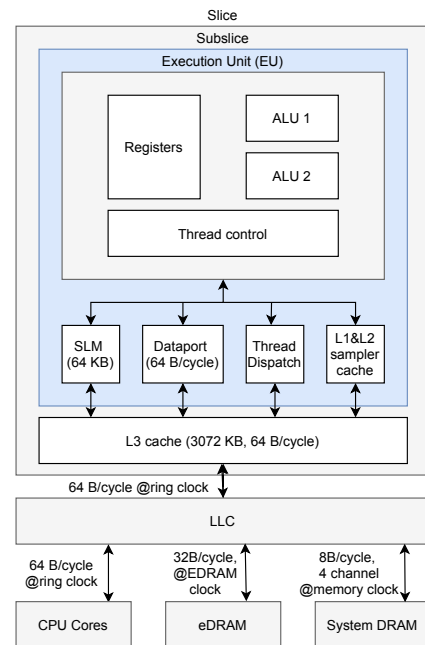 Slice
Subslice
Execution Unit (EU)
Registers
ALU 1
ALU 2
Thread control
SLM
(64 KB)
Dataport
(64 B/cycle)
Thread
Dispatch
L1&L2
sampler
cache
L3 cache (3072 KB, 64 B/cycle)
64 B/cycle @ring clock
LLC
64 B/cycle
@ring clock
32B/cycle,
@EDRAM
clock
8B/cycle,
4 channel
@memory clock
CPU Cores
eDRAM
System DRAM